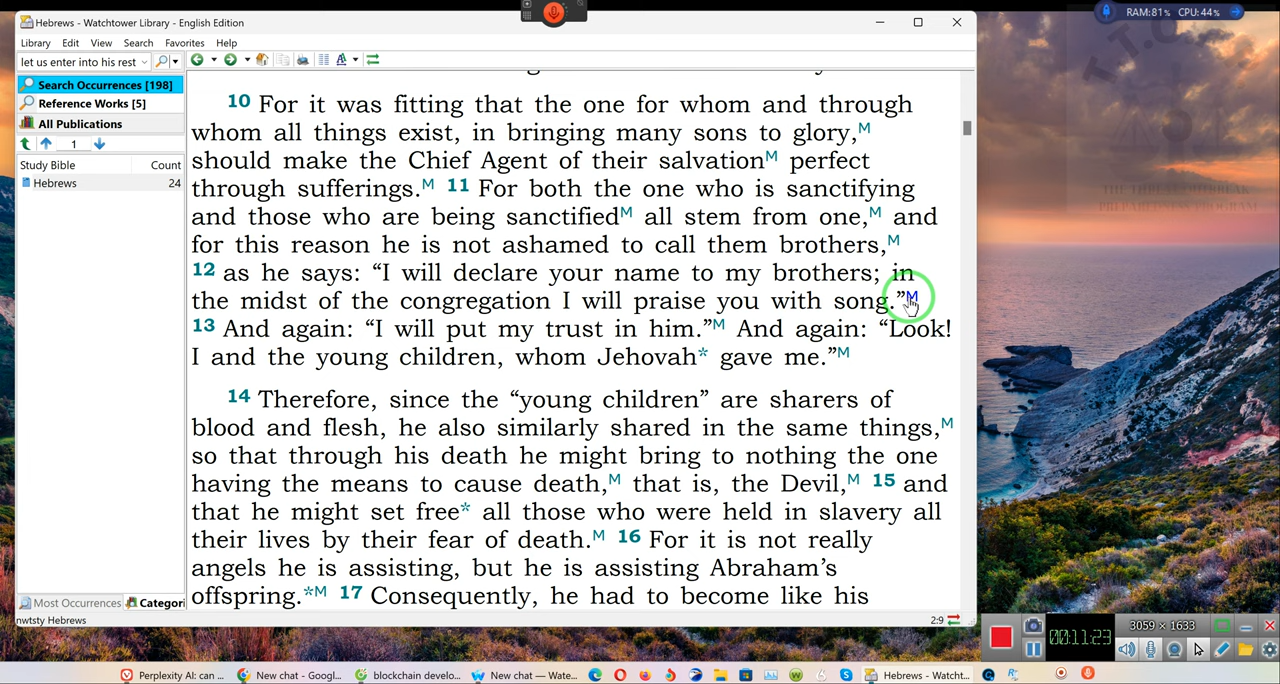 Hebrews - Watchtower Library - English Edition
RAM:81% CPU:44%
Library Edit View Search Favorites Help
let us enter into his rest
Search Occurrences [198]
Reference Works [5]
All Publications
1
Study Bible Count
Hebrews 24
10 For it was fitting that the one for whom and through
whom all things exist, in bringing many sons to glory,M
should make the Chief Agent of their salvationM perfect
through sufferings.M 11 For both the one who is sanctifying
and those who are being sanctifiedM all stem from one,M and
for this reason he is not ashamed to call them brothers,M
12 as he says: “I will declare your name to my brothers; in
the midst of the congregation I will praise you with song.”M
13 And again: “I will put my trust in him.”M And again: “Look!
I and the young children, whom Jehovah* gave me.”M
14 Therefore, since the “young children” are sharers of
blood and flesh, he also similarly shared in the same things,M
so that through his death he might bring to nothing the one
having the means to cause death,M that is, the Devil,M 15 and
that he might set free* all those who were held in slavery all
their lives by their fear of death.M 16 For it is not really
angels he is assisting, but he is assisting Abraham’s
offspring.*M 17 Consequently, he had to become like his
Most Occurrences Categori
nwtsty Hebrews 2:9
T.O.
THE THREAT OUTBREAK
PREPAREDNESS PROGRAM
00:11:23
3059 × 1633
Perplexity AI: can ...
New chat - Googl...
blockchain develo...
New chat — Wate...
Hebrews - Watcht...